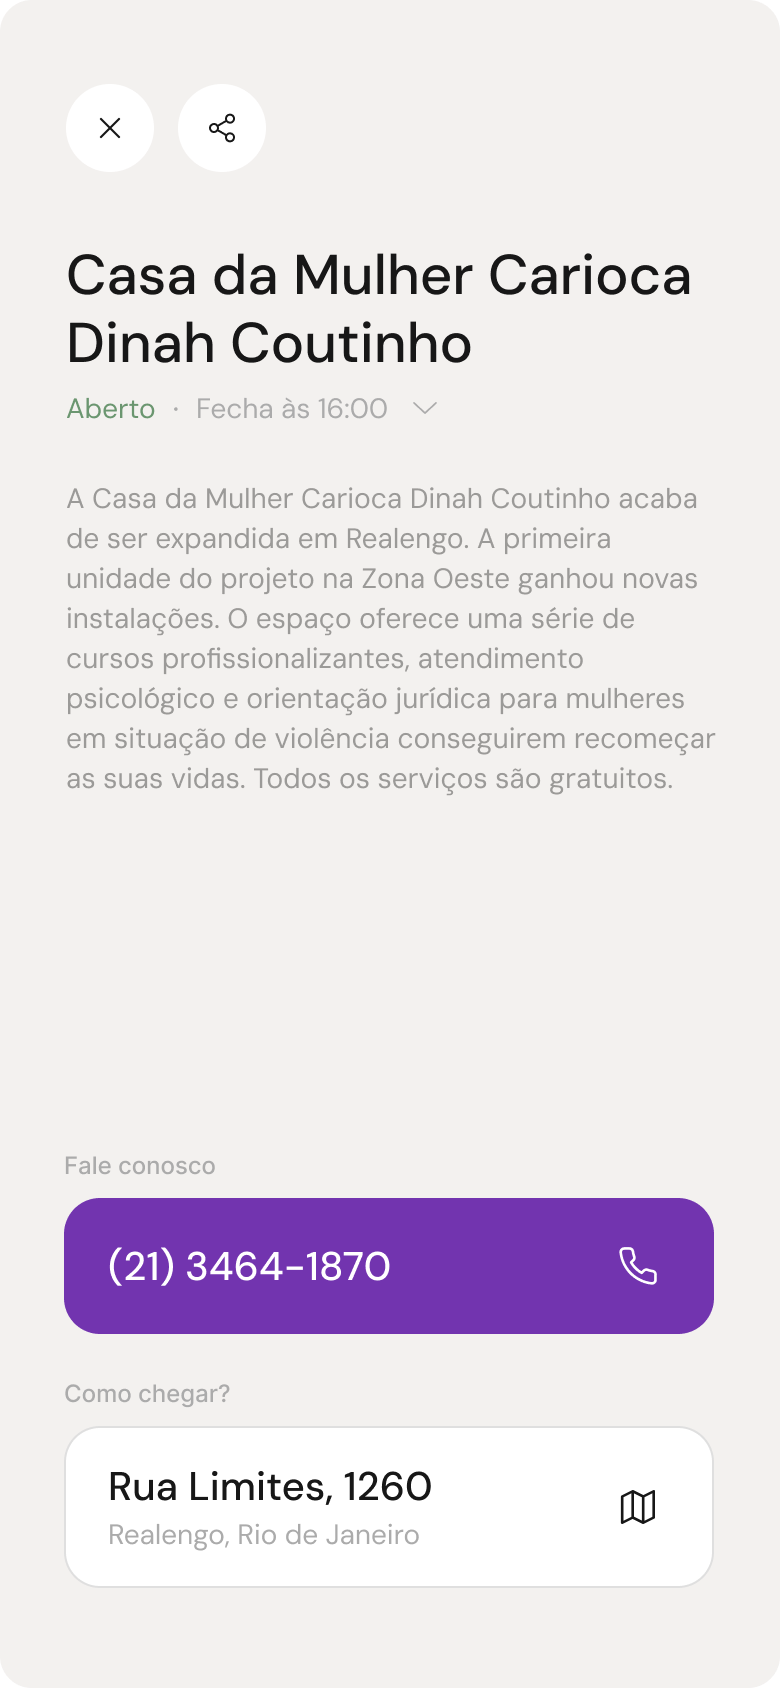 Casa da Mulher Carioca
Dinah Coutinho
Aberto · Fecha às 16:00
A Casa da Mulher Carioca Dinah Coutinho acaba
de ser expandida em Realengo. A primeira
unidade do projeto na Zona Oeste ganhou novas
instalações. O espaço oferece uma série de
cursos profissionalizantes, atendimento
psicológico e orientação jurídica para mulheres
em situação de violência conseguirem recomeçar
as suas vidas. Todos os serviços são gratuitos.
Fale conosco
(21) 3464-1870
Como chegar?
Rua Limites, 1260
Realengo, Rio de Janeiro